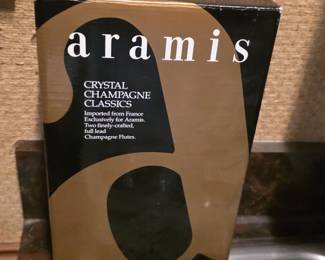 aramis
CRYSTAL
CHAMPAGNE
CLASSICS
Imported from France
Exclusively for Aramis.
Two finely-crafted,
full lead
Champagne Flutes.